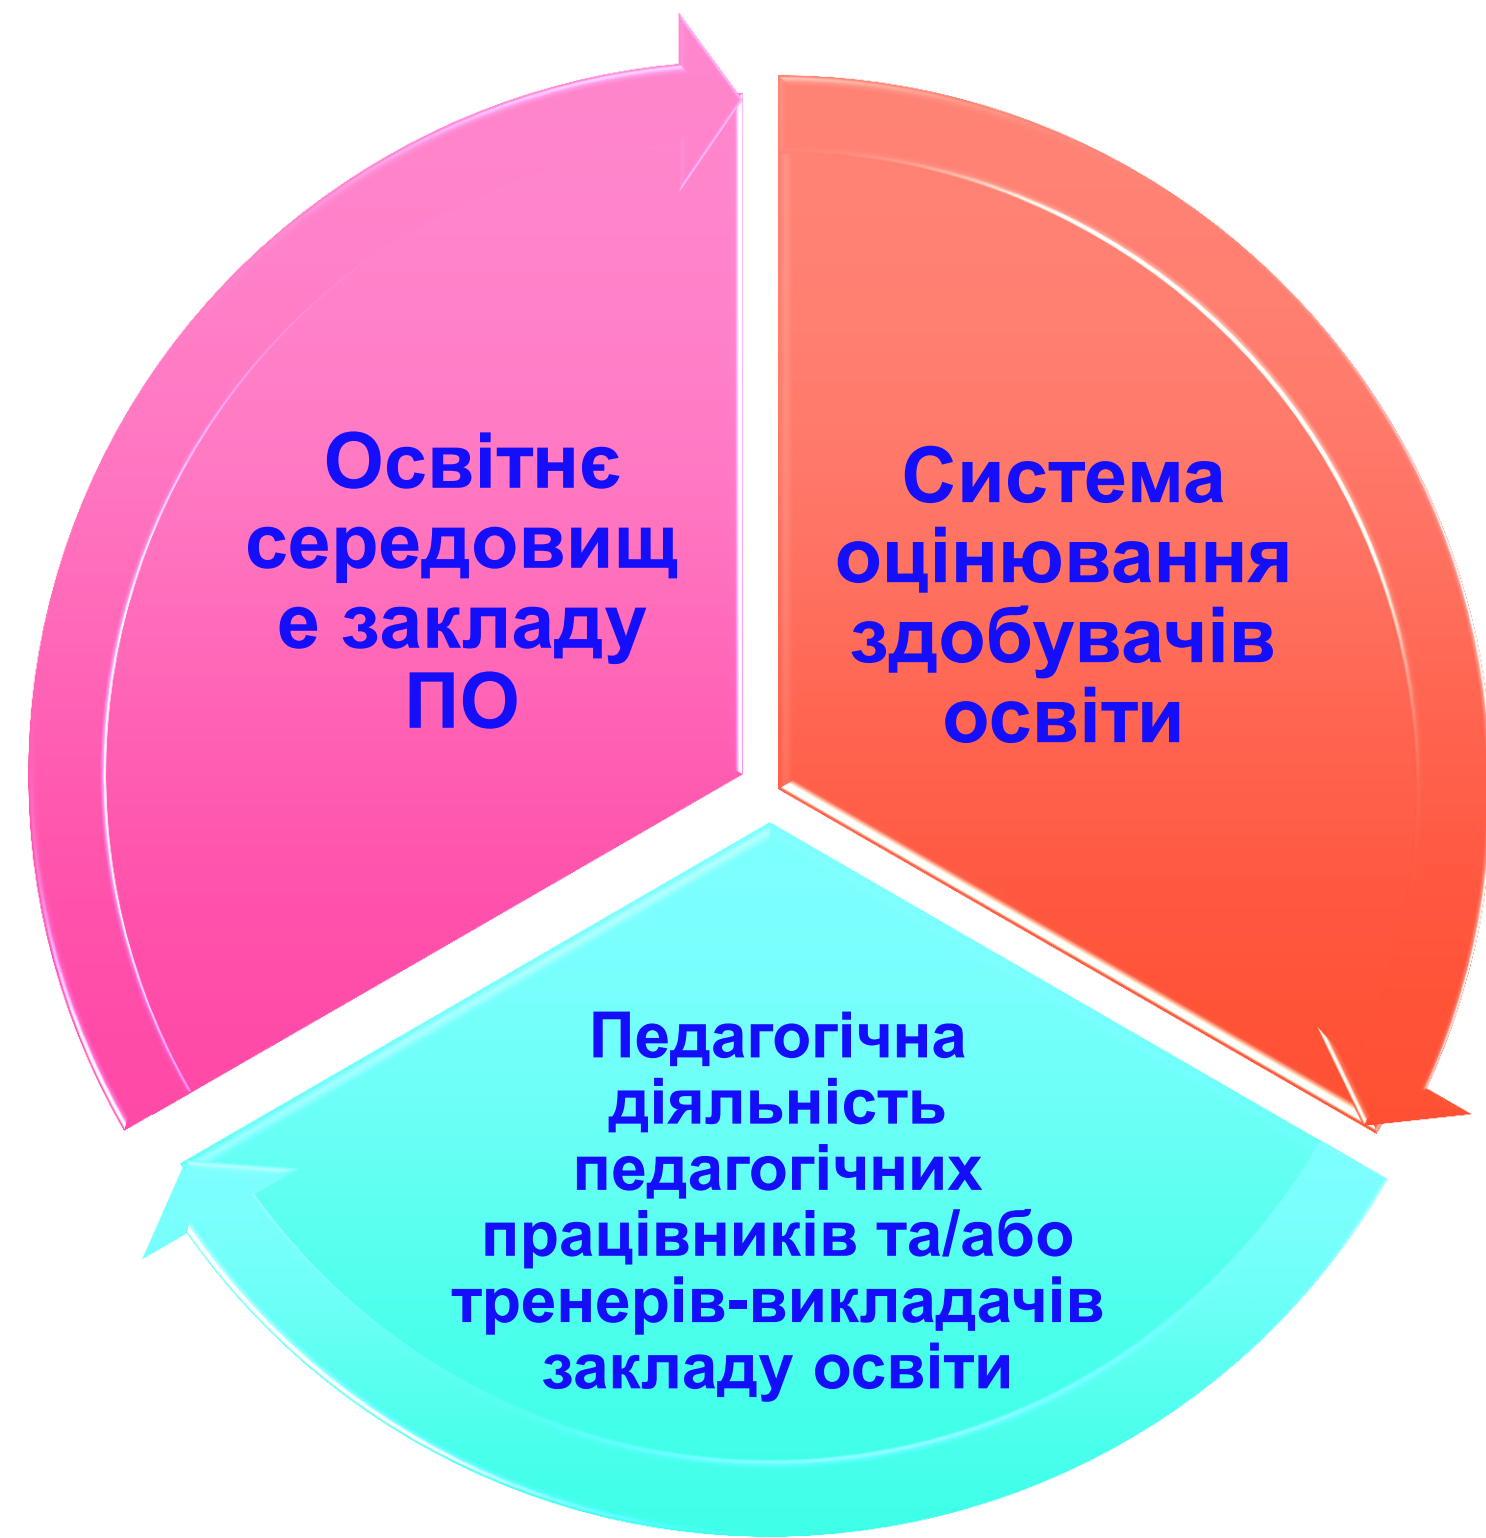 Освітнє
середовищ
е закладу
ПО
Система
оцінювання
здобувачів
освіти
Педагогічна
діяльність
педагогічних
працівників та/або
тренерів-викладачів
закладу освіти